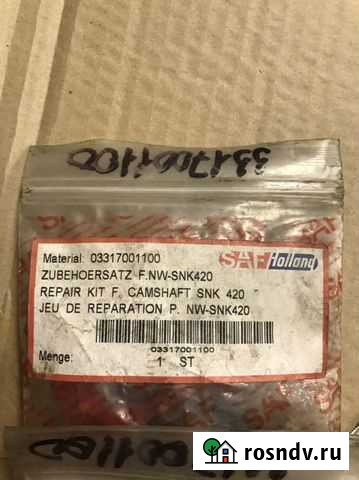 3317001100
Material: 03317001100
SAF Holland
ZUBEHOERSATZ F.NW-SNK420
REPAIR KIT F. CAMSHAFT SNK 420
JEU DE REPARATION P. NW-SNK420
03317001100
Menge: 1 ST
rosndv.ru